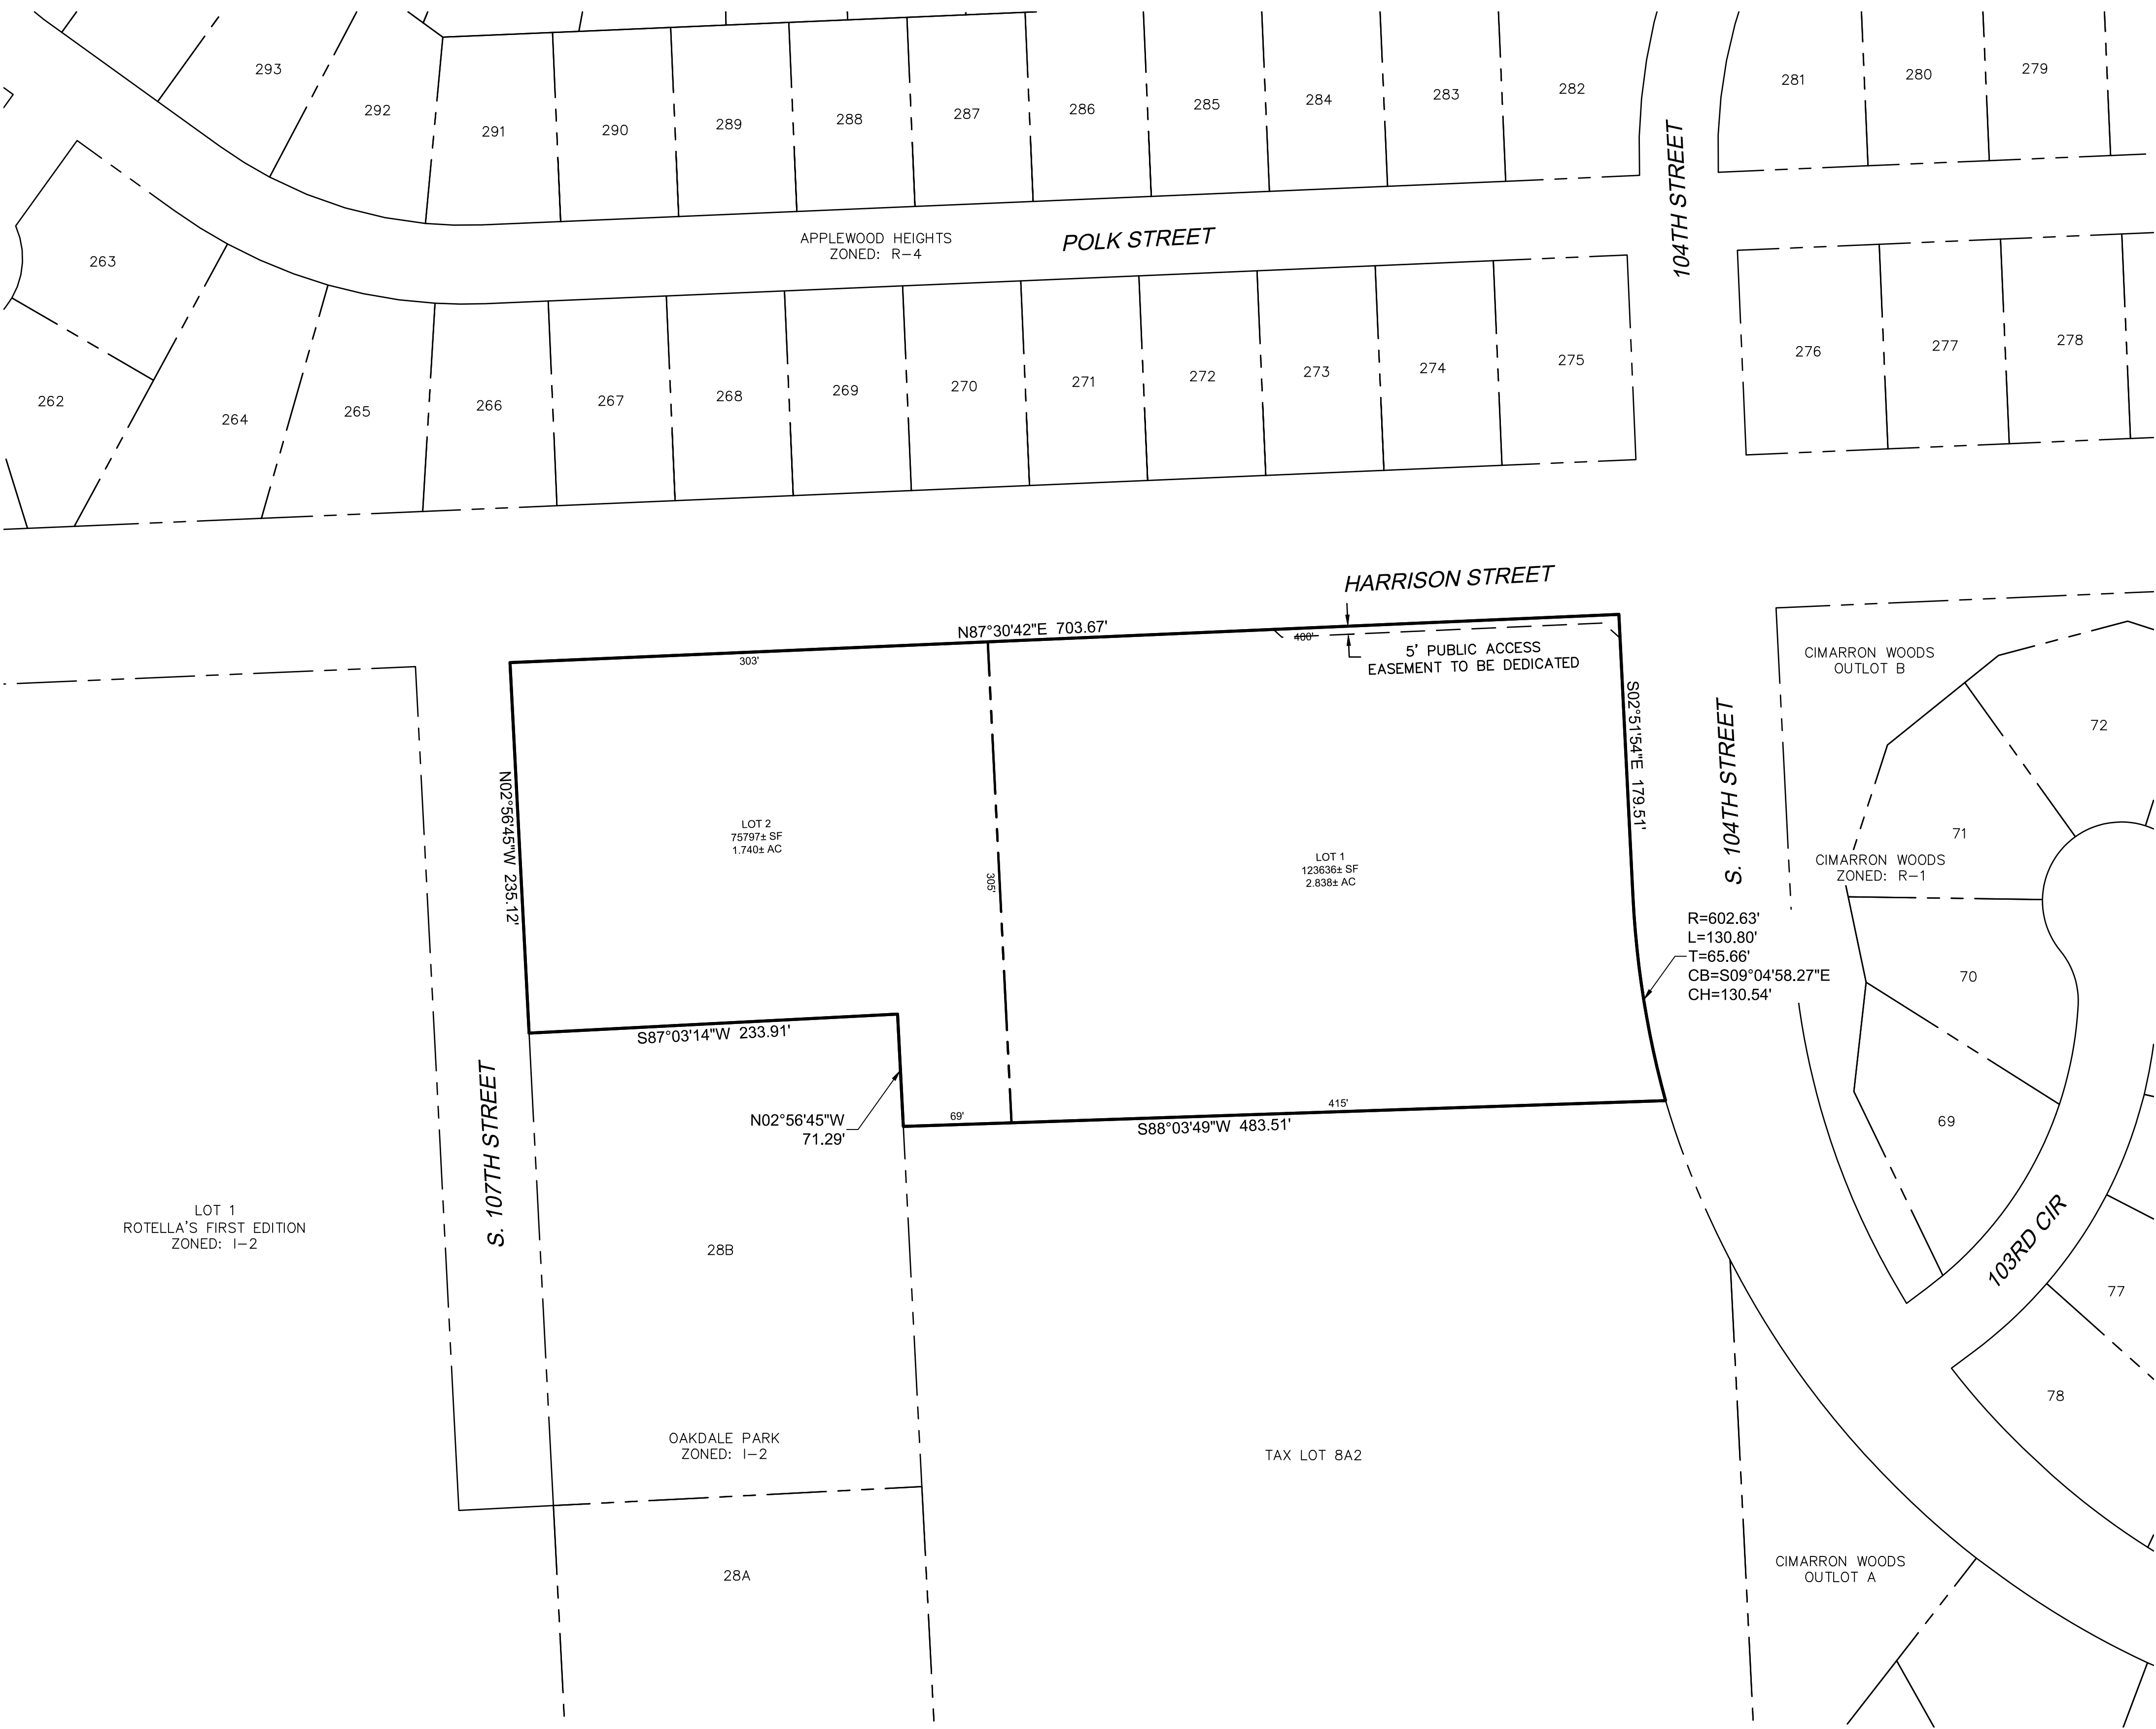 293
292
291
290
289
288
287
286
285
284
283
282
281
280
279
104TH STREET
263
APPLEWOOD HEIGHTS
ZONED: R-4
POLK STREET
262
264
265
266
267
268
269
270
271
272
273
274
275
276
277
278
HARRISON STREET
N87°30'42"E 703.67'
303'
400'
5' PUBLIC ACCESS
EASEMENT TO BE DEDICATED
S02°51'54"E 179.51'
S. 104TH STREET
CIMARRON WOODS
OUTLOT B
72
71
CIMARRON WOODS
ZONED: R-1
N02°56'45"W 235.12'
LOT 2
75797± SF
1.740± AC
305'
LOT 1
123636± SF
2.838± AC
R=602.63'
L=130.80'
T=65.66'
CB=S09°04'58.27"E
CH=130.54'
70
69
S87°03'14"W 233.91'
N02°56'45"W
71.29'
69'
415'
S88°03'49"W 483.51'
S. 107TH STREET
LOT 1
ROTELLA'S FIRST EDITION
ZONED: I-2
28B
103RD CIR
77
78
OAKDALE PARK
ZONED: I-2
TAX LOT 8A2
28A
CIMARRON WOODS
OUTLOT A